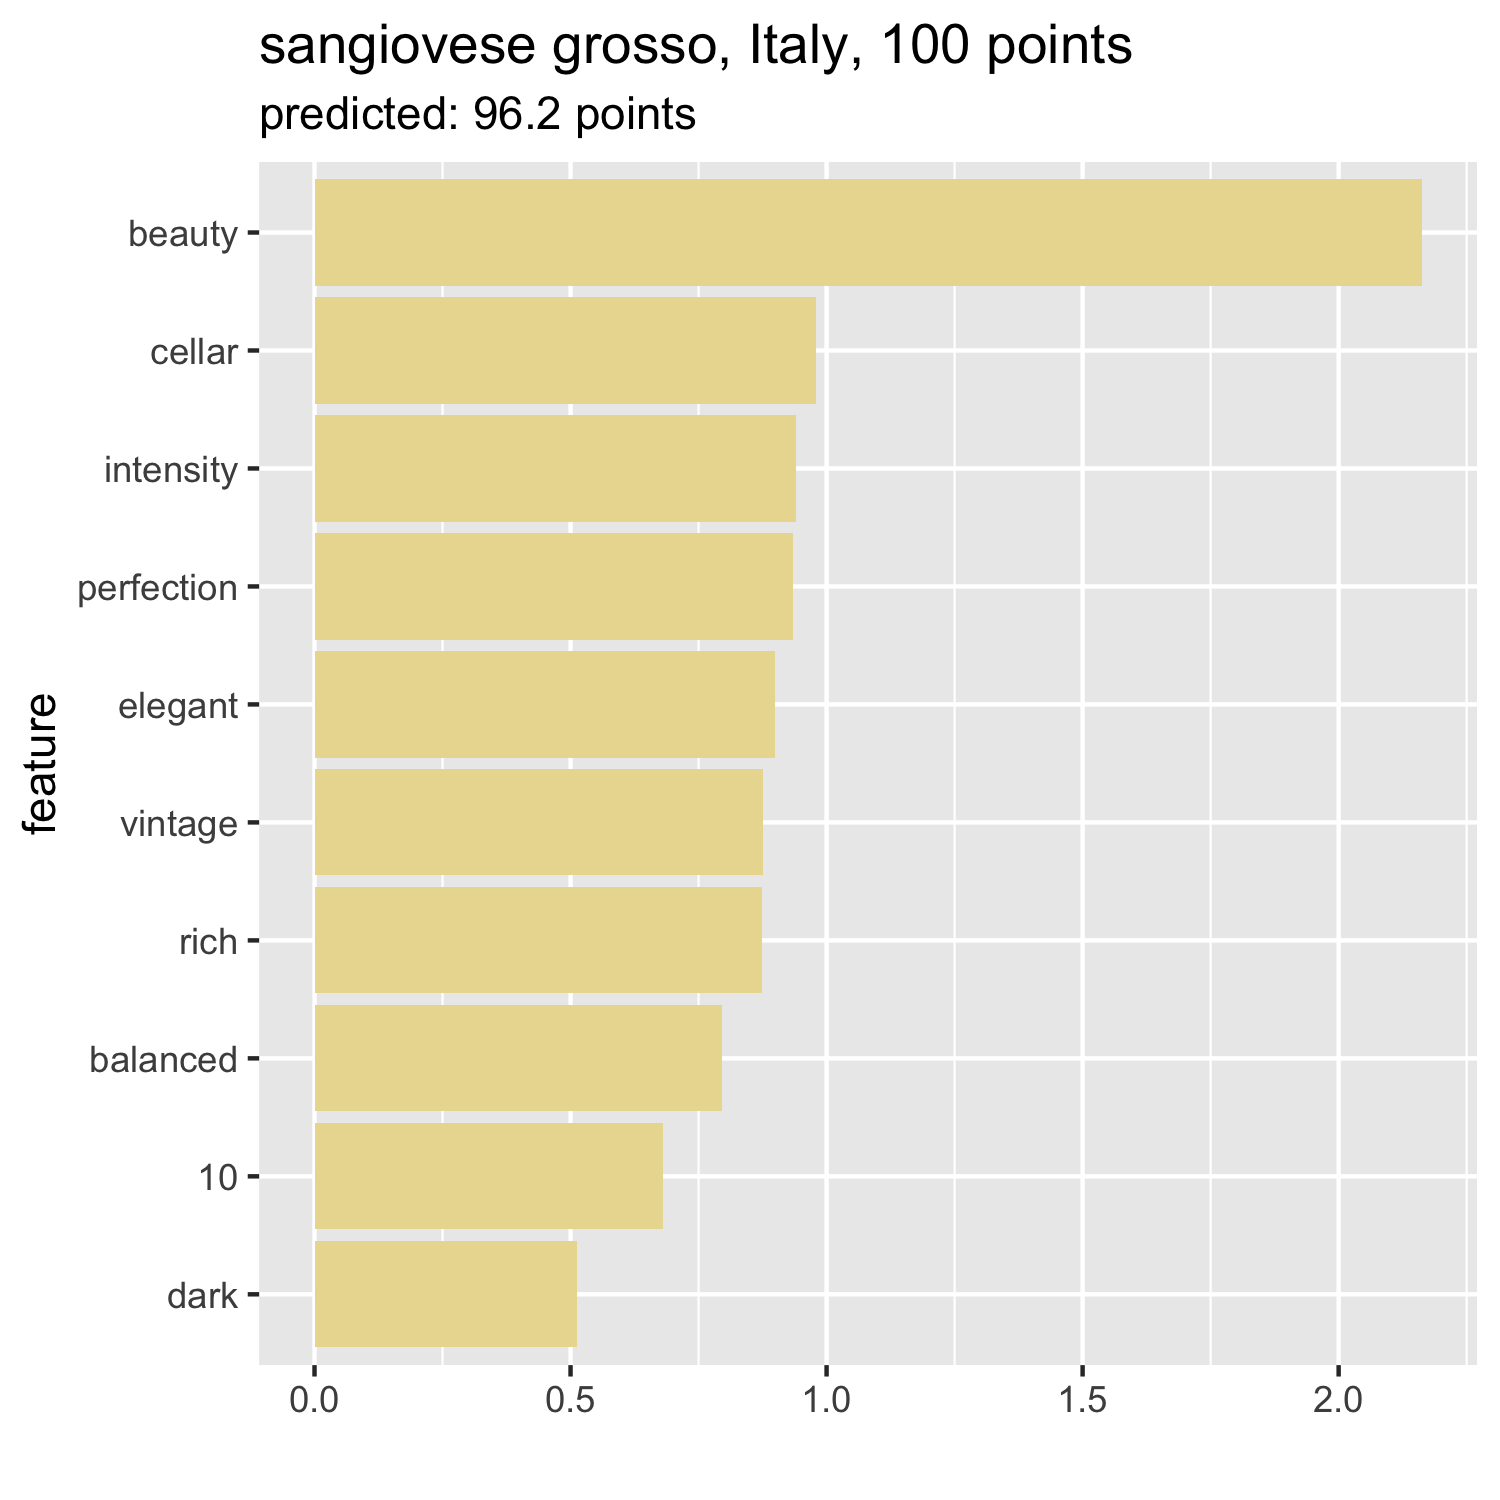 sangiovese grosso, Italy, 100 points
predicted: 96.2 points
feature
beauty
cellar
intensity
perfection
elegant
vintage
rich
balanced
10
dark
0.0 0.5 1.0 1.5 2.0